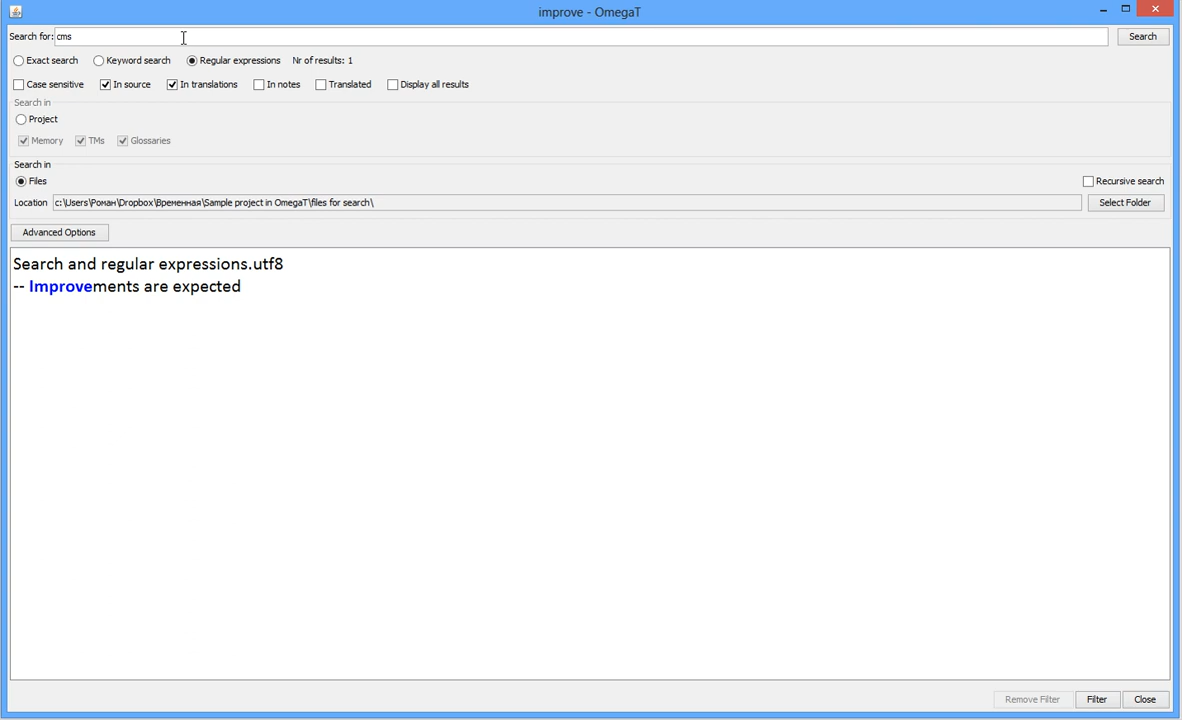 improve - OmegaT
Search for: cms Search
Exact search Keyword search Regular expressions Nr of results: 1
Case sensitive In source In translations In notes Translated Display all results
Search in
Project
Memory TMs Glossaries
Search in
Files Recursive search
Location c:\Users\Роман\Dropbox\Временная\Sample project in OmegaT\files for search\ Select Folder
Advanced Options
Search and regular expressions.utf8
-- Improvements are expected
Remove Filter Filter Close